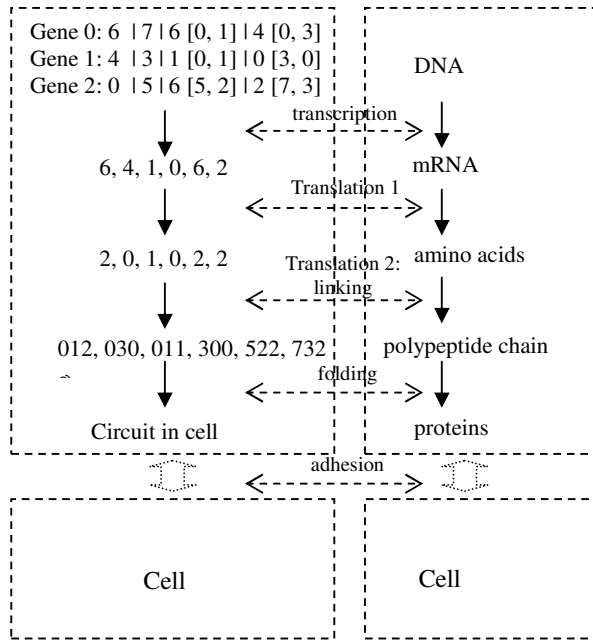 Gene 0: 6 | 7 | 6 [0, 1] | 4 [0, 3]
Gene 1: 4 | 3 | 1 [0, 1] | 0 [3, 0]
Gene 2: 0 | 5 | 6 [5, 2] | 2 [7, 3]
DNA
transcription
6, 4, 1, 0, 6, 2
mRNA
Translation 1
2, 0, 1, 0, 2, 2
amino acids
Translation 2:
linking
012, 030, 011, 300, 522, 732
polypeptide chain
folding
Circuit in cell
proteins
adhesion
Cell
Cell